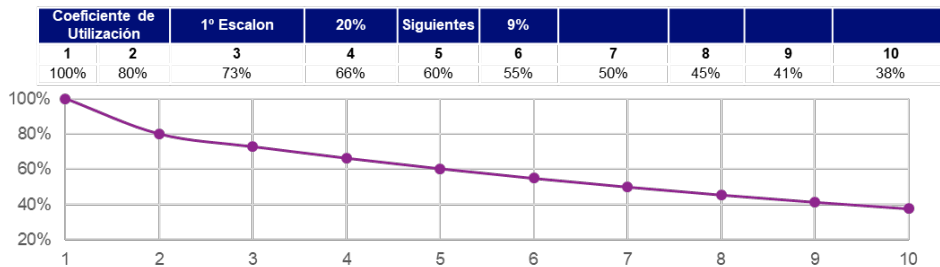 Coeficiente de Utilización 1º Escalon 20% Siguientes 9%
1 2 3 4 5 6 7 8 9 10
100% 80% 73% 66% 60% 55% 50% 45% 41% 38%
100%
80%
60%
40%
20%
1 2 3 4 5 6 7 8 9 10